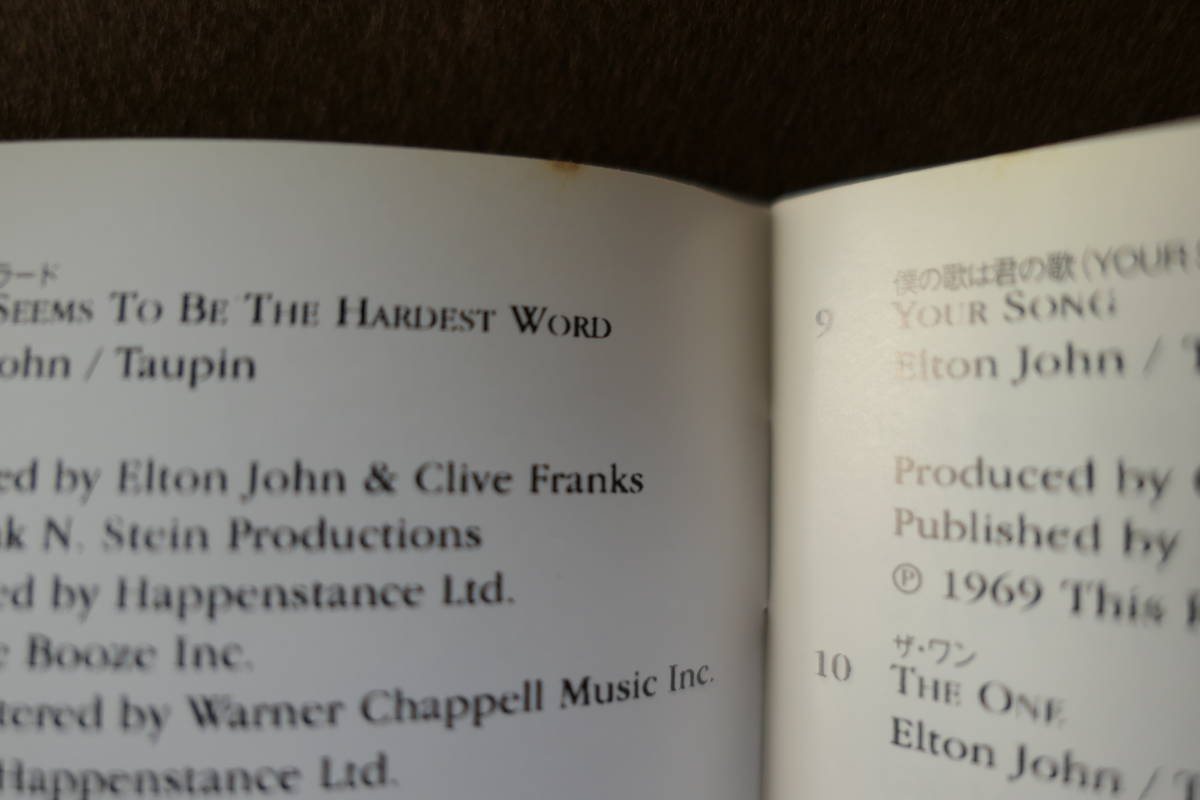 ラード
SEEMS TO BE THE HARDEST WORD
ohn / Taupin
ed by Elton John & Clive Franks
k N. Stein Productions
ed by Happenstance Ltd.
Booze Inc.
tered by Warner Chappell Music Inc.
Happenstance Ltd.
僕の歌は君の歌 (YOUR
9 YOUR SONG
Elton John /
Produced by
Published by
℗ 1969 This
ザ・ワン
10 THE ONE
Elton John /